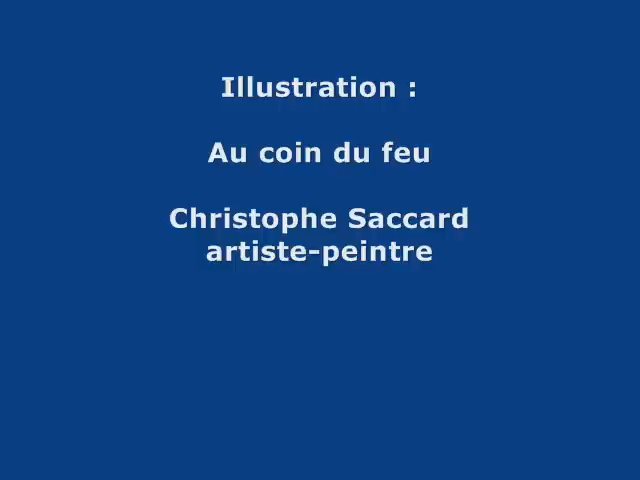 Illustration :
Au coin du feu
Christophe Saccard
artiste-peintre